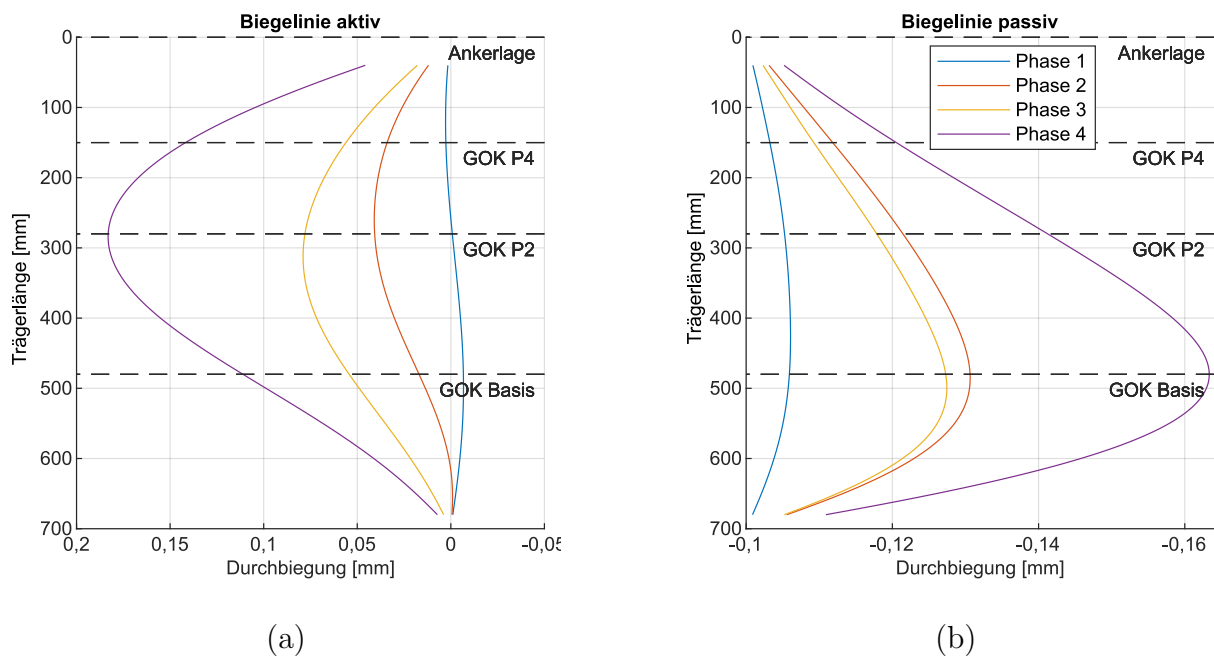 Biegelinie aktiv
0
100
200
300
400
500
600
700
Trägerlänge [mm]
Ankerlage
GOK P4
GOK P2
GOK Basis
0,2
0,15
0,1
0,05
0
-0,05
Durchbiegung [mm]
(a)
Biegelinie passiv
0
100
200
300
400
500
600
700
Trägerlänge [mm]
Ankerlage
Phase 1
Phase 2
Phase 3
Phase 4
GOK P4
GOK P2
GOK Basis
-0,1
-0,12
-0,14
-0,16
Durchbiegung [mm]
(b)